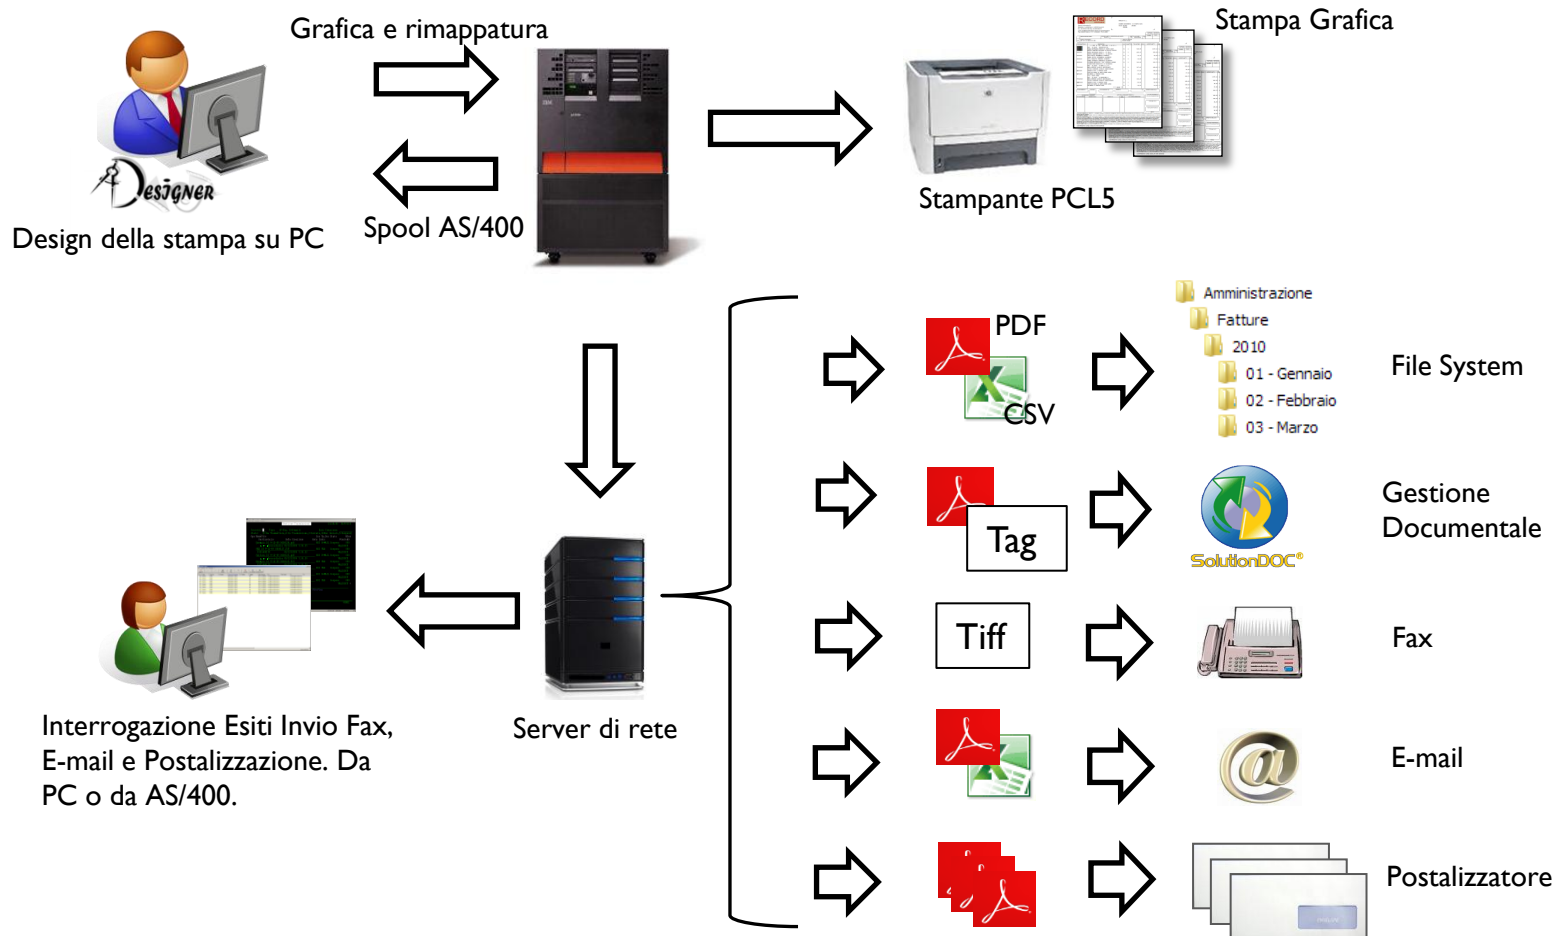 Grafica e rimappatura
Stampa Grafica
RECORD
IBM
DESIGNER
Design della stampa su PC
Spool AS/400
Stampante PCL5
PDF
CSV
Amministrazione
Fatture
2010
01 - Gennaio
02 - Febbraio
03 - Marzo
File System
Tag
SolutionDOC®
Gestione
Documentale
Interrogazione Esiti Invio Fax,
E-mail e Postalizzazione. Da
PC o da AS/400.
Server di rete
Tiff
Fax
@
E-mail
Postalizzatore